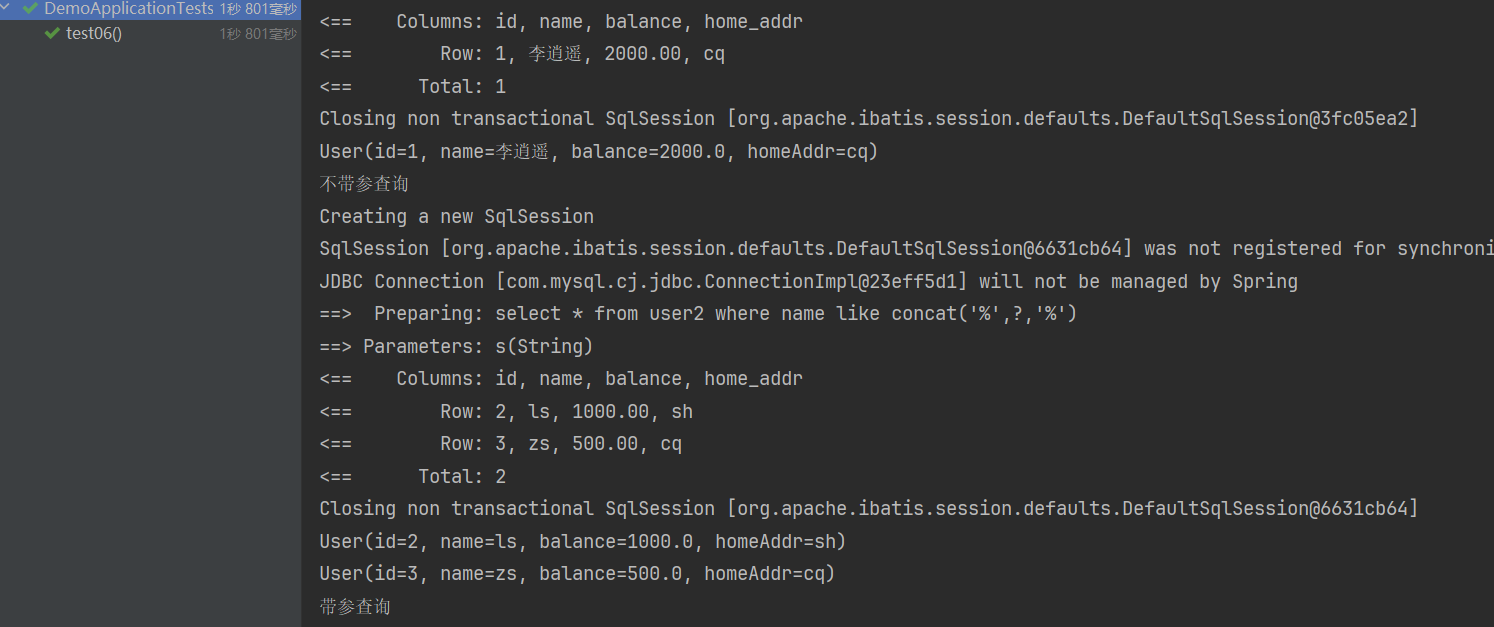 DemoApplicationTests 1秒 801毫秒
test06() 1秒 801毫秒
<== Columns: id, name, balance, home_addr
<== Row: 1, 李逍遥, 2000.00, cq
<== Total: 1
Closing non transactional SqlSession [org.apache.ibatis.session.defaults.DefaultSqlSession@3fc05ea2]
User(id=1, name=李逍遥, balance=2000.0, homeAddr=cq)
不带参查询
Creating a new SqlSession
SqlSession [org.apache.ibatis.session.defaults.DefaultSqlSession@6631cb64] was not registered for synchroni
JDBC Connection [com.mysql.cj.jdbc.ConnectionImpl@23eff5d1] will not be managed by Spring
==> Preparing: select * from user2 where name like concat('%',?,'%')
==> Parameters: s(String)
<== Columns: id, name, balance, home_addr
<== Row: 2, ls, 1000.00, sh
<== Row: 3, zs, 500.00, cq
<== Total: 2
Closing non transactional SqlSession [org.apache.ibatis.session.defaults.DefaultSqlSession@6631cb64]
User(id=2, name=ls, balance=1000.0, homeAddr=sh)
User(id=3, name=zs, balance=500.0, homeAddr=cq)
带参查询